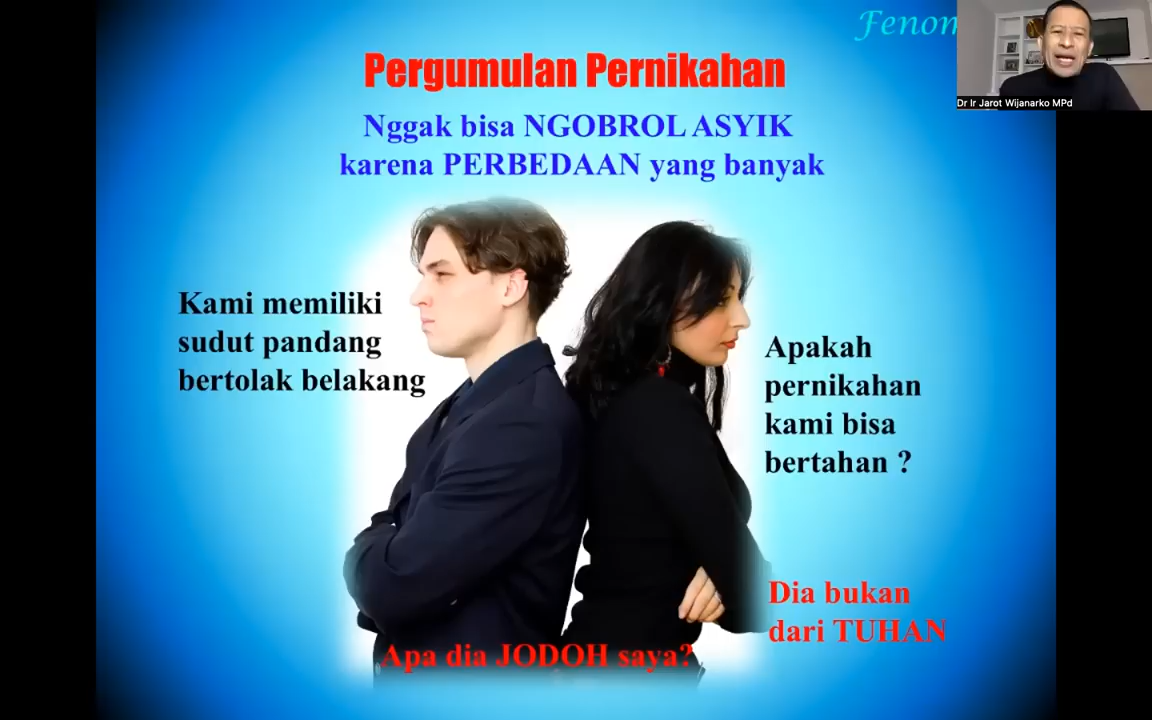 Pergumulan Pernikahan
Nggak bisa NGOBROL ASYIK
karena PERBEDAAN yang banyak
Kami memiliki
sudut pandang
bertolak belakang
Apakah
pernikahan
kami bisa
bertahan ?
Dia bukan
dari TUHAN
Apa dia JODOH saya?
Dr Ir Jarot Wijanarko MPd